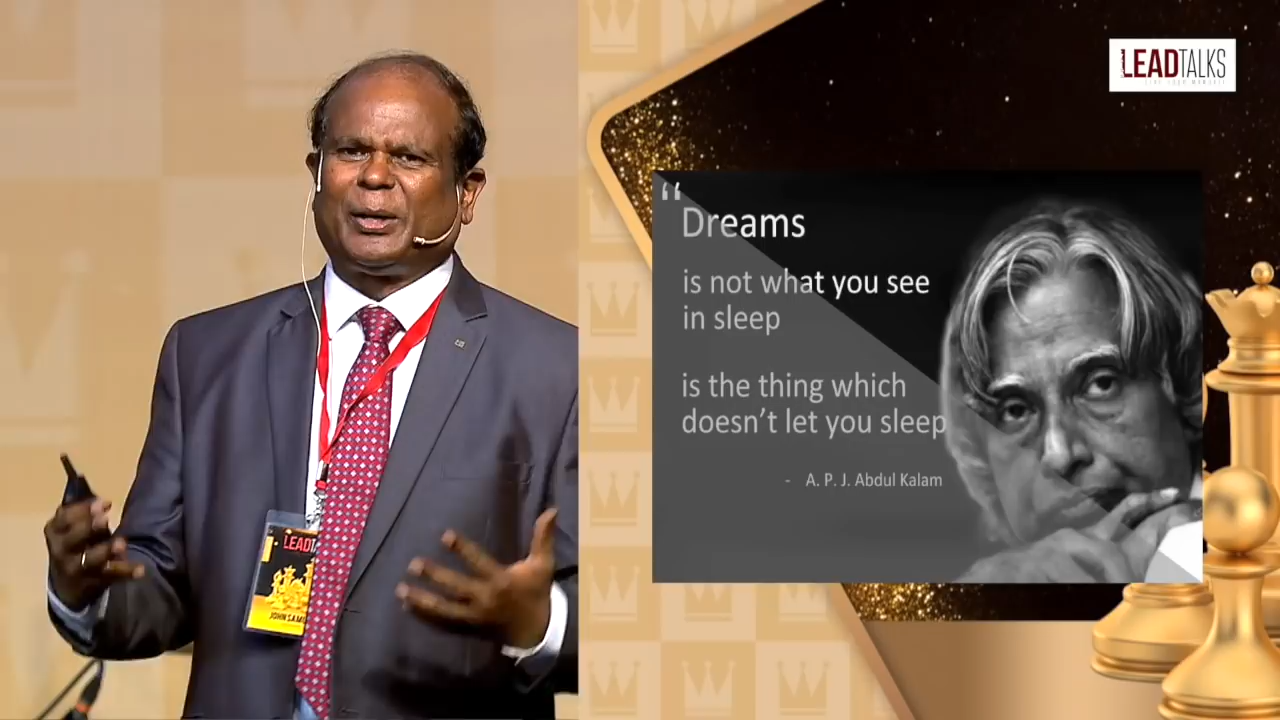 LEADTALKS
“
Dreams
is not what you see
in sleep
is the thing which
doesn’t let you sleep
- A. P. J. Abdul Kalam
LEADT
JOHN SAM